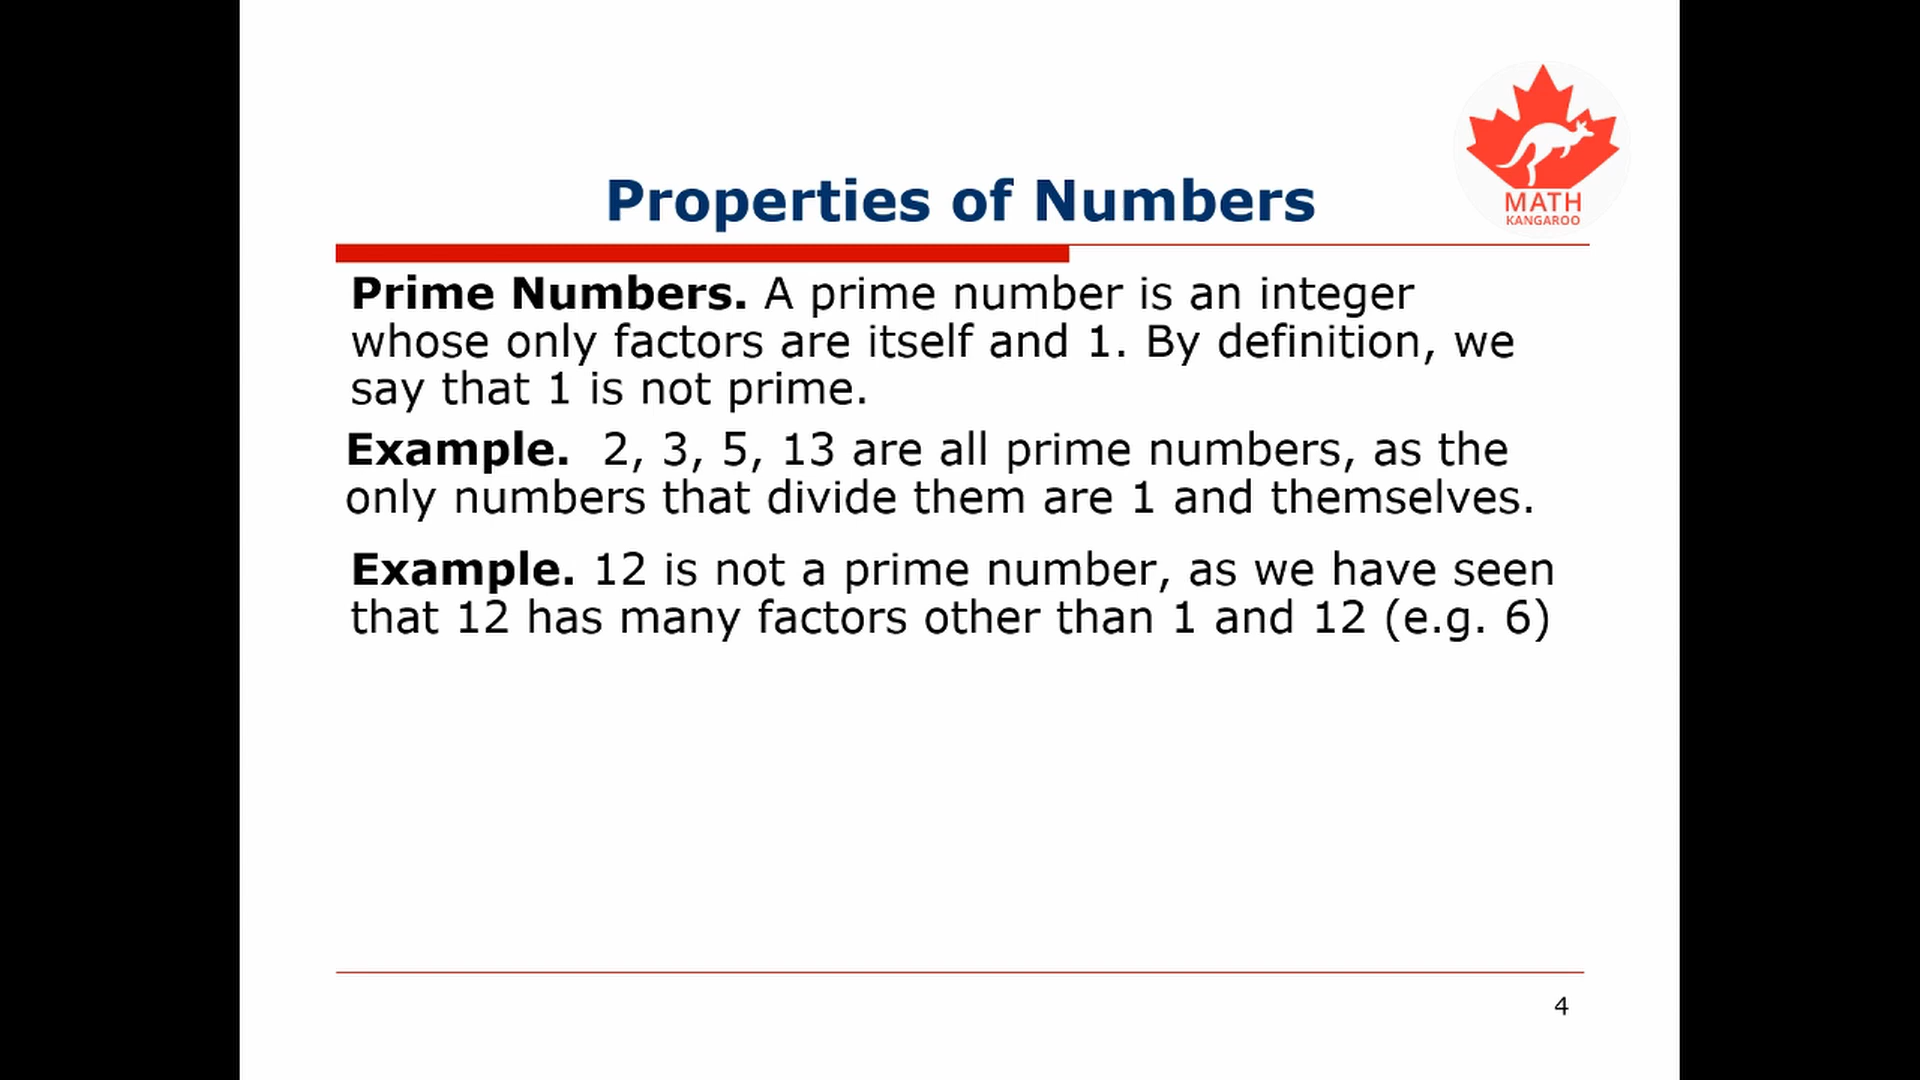 MATH
KANGAROO
Properties of Numbers
Prime Numbers. A prime number is an integer
whose only factors are itself and 1. By definition, we
say that 1 is not prime.
Example.  2, 3, 5, 13 are all prime numbers, as the
only numbers that divide them are 1 and themselves.
Example. 12 is not a prime number, as we have seen
that 12 has many factors other than 1 and 12 (e.g. 6)
4